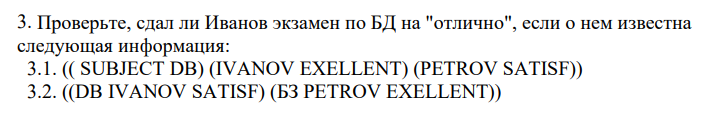 3. Проверьте, сдал ли Иванов экзамен по БД на "отлично", если о нем известна
следующая информация:
3.1. (( SUBJECT DB) (IVANOV EXELLENT) (PETROV SATISF))
3.2. ((DB IVANOV SATISF) (БЗ PETROV EXELLENT))